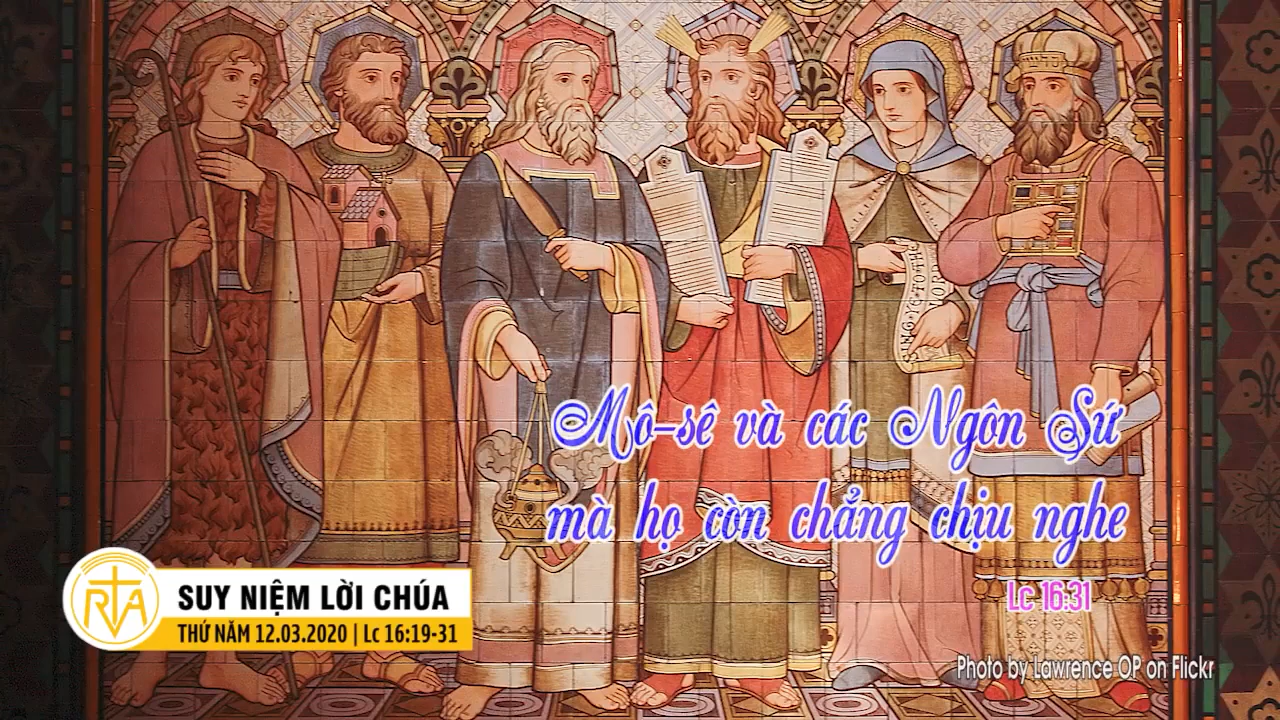 Mô-sê và các Ngôn Sứ
mà họ còn chẳng chịu nghe
Lc 16:31
RTA
SUY NIỆM LỜI CHÚA
THỨ NĂM 12.03.2020 | Lc 16:19-31
Photo by Lawrence OP on Flickr